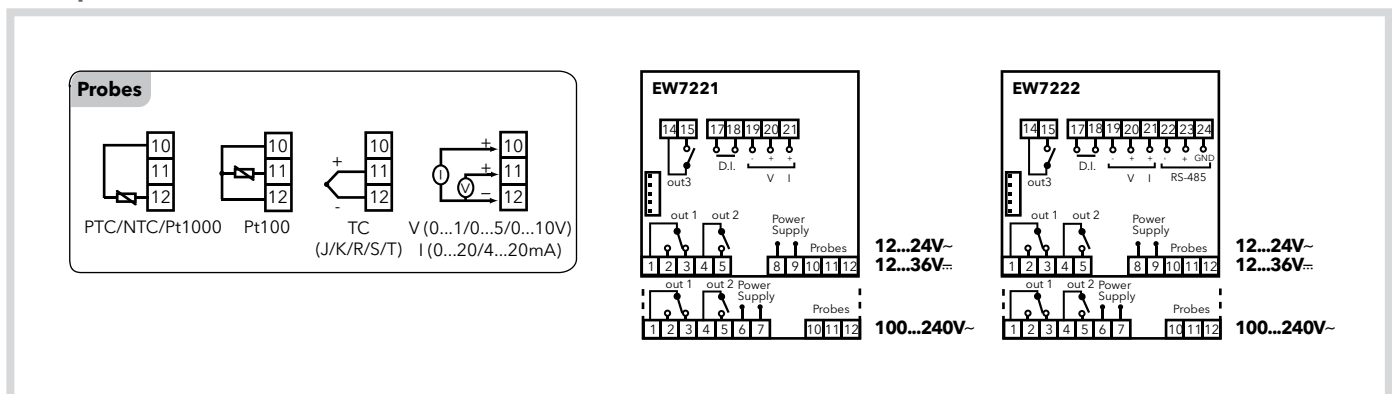 Probes
10
11
12
PTC/NTC/Pt1000
10
11
12
Pt100
+
-
10
11
12
TC
(J/K/R/S/T)
I
V
+
+
−
10
11
12
V (0...1/0...5/0...10V)
I (0...20/4...20mA)
EW7221
14 15 17 18 19 20 21
- + +
D.I. V I
out3
out 1 out 2 Power
Supply
Probes
1 2 3 4 5 8 9 10 11 12
12...24V~
12...36V⎓
out 1 out 2 Power
Supply
Probes
1 2 3 4 5 6 7 10 11 12
100...240V~
EW7222
14 15 17 18 19 20 21 22 23 24
- + + - + GND
D.I. V I RS-485
out3
out 1 out 2 Power
Supply
Probes
1 2 3 4 5 8 9 10 11 12
12...24V~
12...36V⎓
out 1 out 2 Power
Supply
Probes
1 2 3 4 5 6 7 10 11 12
100...240V~